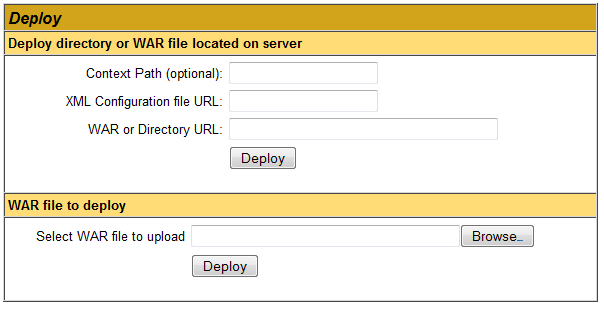 Deploy
Deploy directory or WAR file located on server
Context Path (optional):
XML Configuration file URL:
WAR or Directory URL:
Deploy
WAR file to deploy
Select WAR file to upload Browse...
Deploy